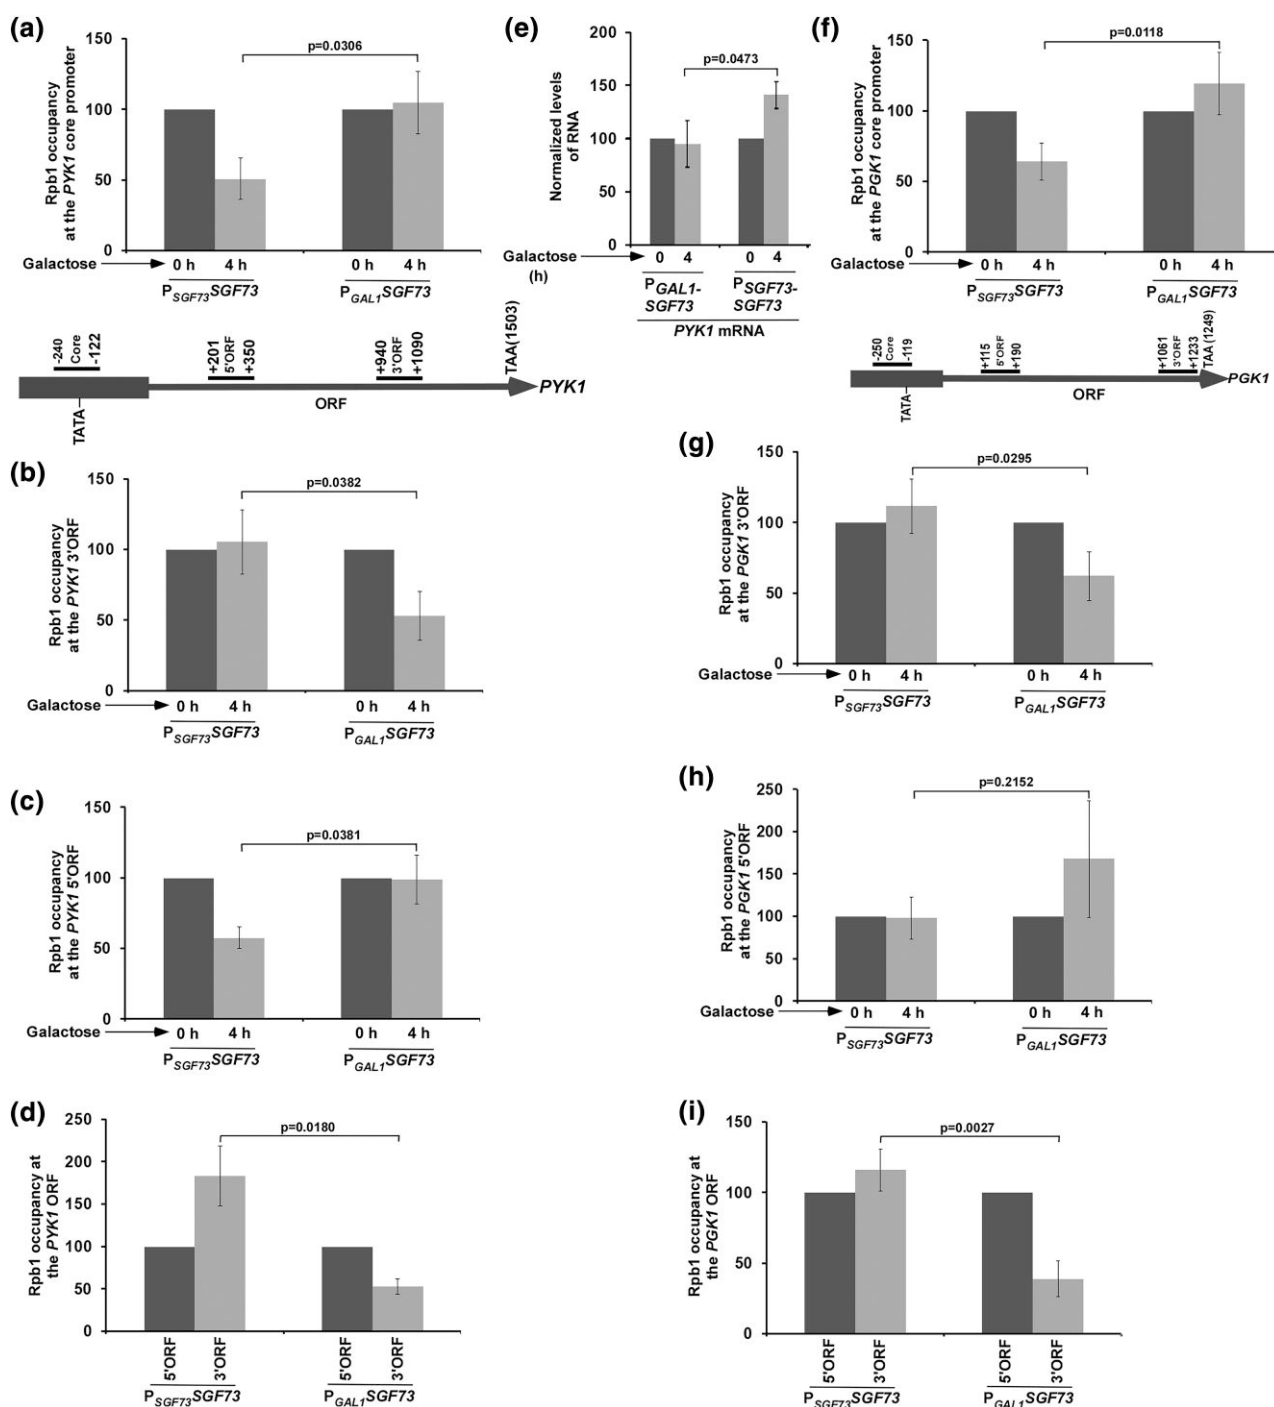 (a)
150
100
50
0
Rpb1 occupancy
at the PYK1 core promoter
p=0.0306
Galactose
0 h 4 h 0 h 4 h
PSGF73SGF73 PGAL1SGF73
(e)
200
150
100
50
0
Normalized levels
of RNA
p=0.0473
Galactose
(h)
0 4 0 4
PGAL1- PSGF73-
SGF73 SGF73
PYK1 mRNA
(f)
150
100
50
0
Rpb1 occupancy
at the PGK1 core promoter
p=0.0118
Galactose
0 h 4 h 0 h 4 h
PSGF73SGF73 PGAL1SGF73
-240
Core
-122
+201
5'ORF
+350
+940
3'ORF
+1090
TAA(1503)
PYK1
ORF
TATA
-250
Core
-119
+115
5'ORF
+190
+1061
3'ORF
+1233
TAA (1249)
PGK1
ORF
TATA
(b)
150
100
50
0
Rpb1 occupancy
at the PYK1 3'ORF
p=0.0382
Galactose
0 h 4 h 0 h 4 h
PSGF73SGF73 PGAL1SGF73
(g)
150
100
50
0
Rpb1 occupancy
at the PGK1 3'ORF
p=0.0295
Galactose
0 h 4 h 0 h 4 h
PSGF73SGF73 PGAL1SGF73
(c)
150
100
50
0
Rpb1 occupancy
at the PYK1 5'ORF
p=0.0381
Galactose
0 h 4 h 0 h 4 h
PSGF73SGF73 PGAL1SGF73
(h)
250
200
150
100
50
0
Rpb1 occupancy
at the PGK1 5'ORF
p=0.2152
Galactose
0 h 4 h 0 h 4 h
PSGF73SGF73 PGAL1SGF73
(d)
250
200
150
100
50
0
Rpb1 occupancy at
the PYK1 ORF
p=0.0180
5'ORF 3'ORF 5'ORF 3'ORF
PSGF73SGF73 PGAL1SGF73
(i)
150
100
50
0
Rpb1 occupancy at
the PGK1 ORF
p=0.0027
5'ORF 3'ORF 5'ORF 3'ORF
PSGF73SGF73 PGAL1SGF73